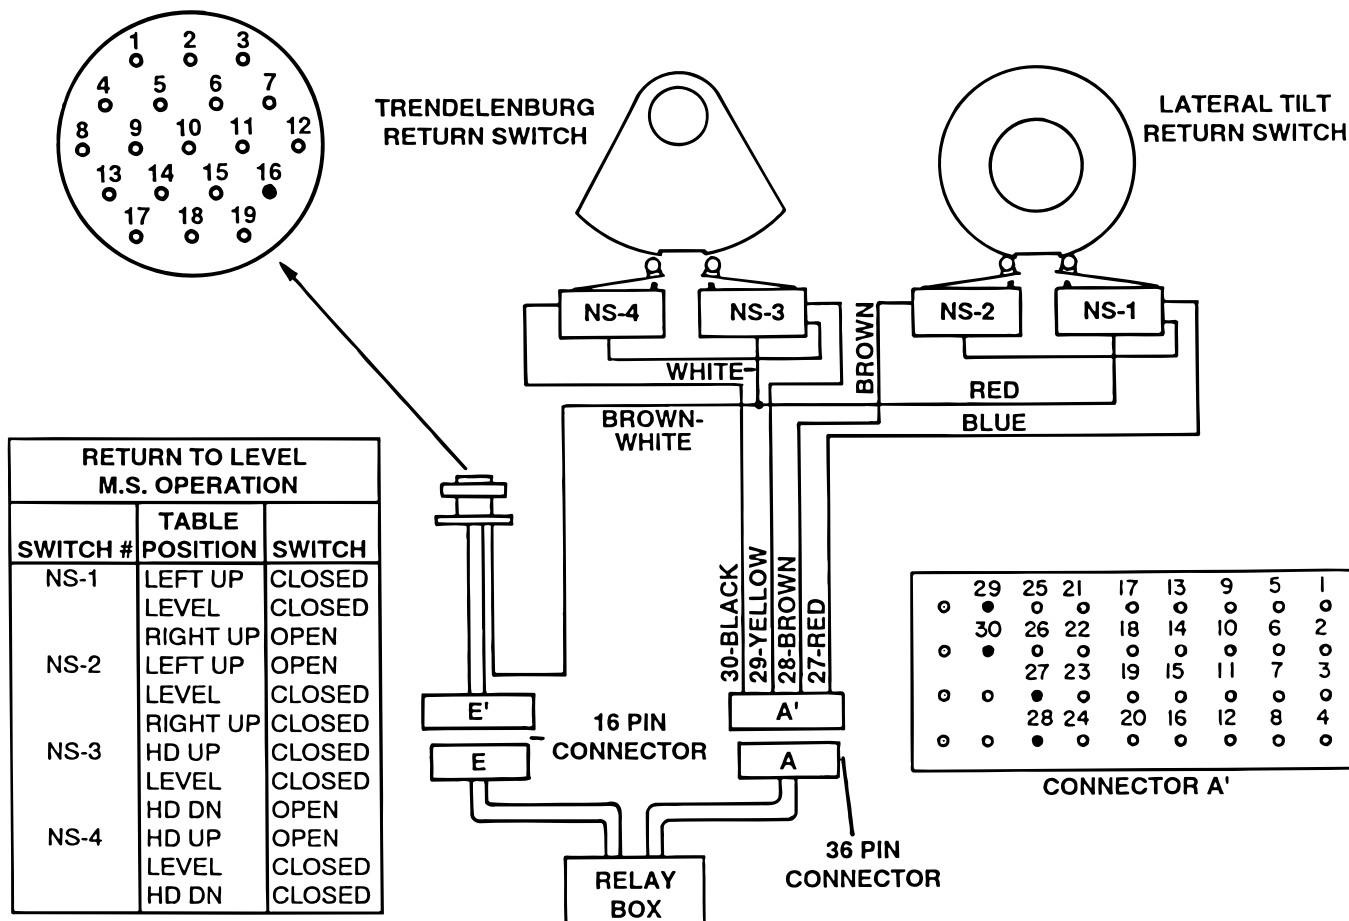 1 2 3
4 5 6 7
8 9 10 11 12
13 14 15 16
17 18 19
TRENDELENBURG
RETURN SWITCH
LATERAL TILT
RETURN SWITCH
NS-4
NS-3
NS-2
NS-1
BROWN
WHITE
RED
BROWN-
WHITE
BLUE
30-BLACK
29-YELLOW
28-BROWN
27-RED
RETURN TO LEVEL
M.S. OPERATION
SWITCH # TABLE POSITION SWITCH
NS-1 LEFT UP CLOSED
LEVEL CLOSED
RIGHT UP OPEN
NS-2 LEFT UP OPEN
LEVEL CLOSED
RIGHT UP CLOSED
NS-3 HD UP CLOSED
LEVEL CLOSED
HD DN OPEN
NS-4 HD UP OPEN
LEVEL CLOSED
HD DN CLOSED
E'
E
16 PIN
CONNECTOR
A'
A
36 PIN
CONNECTOR
RELAY
BOX
29 25 21 17 13 9 5 1
30 26 22 18 14 10 6 2
27 23 19 15 11 7 3
28 24 20 16 12 8 4
CONNECTOR A'